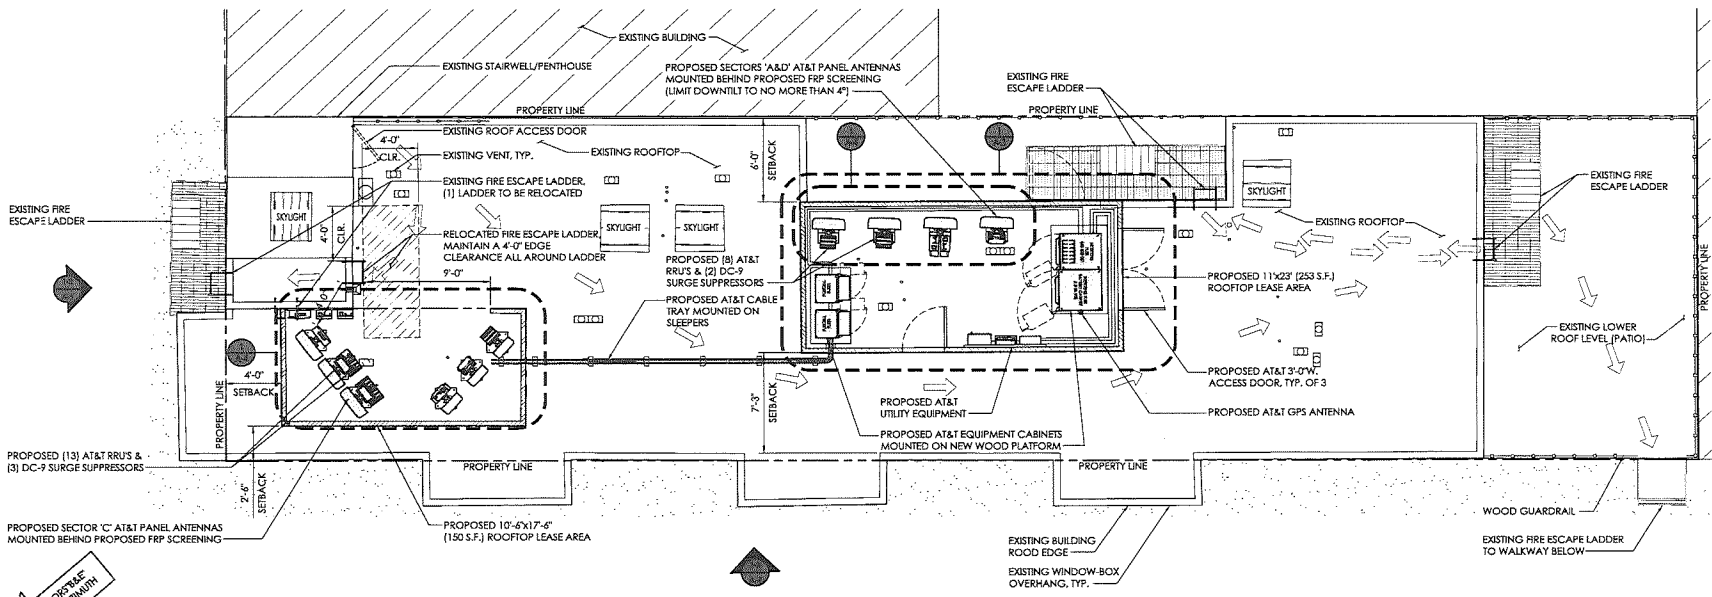 EXISTING BUILDING
EXISTING STAIRWELL/PENTHOUSE
PROPOSED SECTORS 'A&D' AT&T PANEL ANTENNAS
MOUNTED BEHIND PROPOSED FRP SCREENING
(LIMIT DOWNTILT TO NO MORE THAN 4°)
EXISTING FIRE
ESCAPE LADDER
PROPERTY LINE
PROPERTY LINE
EXISTING ROOF ACCESS DOOR
4'-0"
CLR.
EXISTING ROOFTOP
EXISTING VENT, TYP.
6'-0"
SETBACK
EXISTING FIRE ESCAPE LADDER,
(1) LADDER TO BE RELOCATED
EXISTING FIRE
ESCAPE LADDER
SKYLIGHT
EXISTING FIRE
ESCAPE LADDER
SKYLIGHT
4'-0"
CLR.
RELOCATED FIRE ESCAPE LADDER,
MAINTAIN A 4'-0" EDGE
CLEARANCE ALL AROUND LADDER
SKYLIGHT
SKYLIGHT
EXISTING ROOFTOP
PROPERTY LINE
9'-0"
PROPOSED (8) AT&T
RRU'S & (2) DC-9
SURGE SUPPRESSORS
PROPOSED 11'x23' (253 S.F.)
ROOFTOP LEASE AREA
PROPOSED AT&T CABLE
TRAY MOUNTED ON
SLEEPERS
EXISTING LOWER
ROOF LEVEL (PATIO)
4'-0"
SETBACK
PROPERTY LINE
PROPOSED AT&T 3'-0"W.
ACCESS DOOR, TYP. OF 3
7'-3"
SETBACK
PROPOSED AT&T
UTILITY EQUIPMENT
PROPOSED AT&T GPS ANTENNA
PROPOSED AT&T EQUIPMENT CABINETS
MOUNTED ON NEW WOOD PLATFORM
PROPOSED (13) AT&T RRU'S &
(3) DC-9 SURGE SUPPRESSORS
PROPERTY LINE
PROPERTY LINE
2'-6"
SETBACK
PROPOSED SECTOR 'C' AT&T PANEL ANTENNAS
MOUNTED BEHIND PROPOSED FRP SCREENING
PROPOSED 10'-6"x17'-6"
(150 S.F.) ROOFTOP LEASE AREA
WOOD GUARDRAIL
EXISTING BUILDING
ROOD EDGE
EXISTING FIRE ESCAPE LADDER
TO WALKWAY BELOW
EXISTING WINDOW-BOX
OVERHANG, TYP.